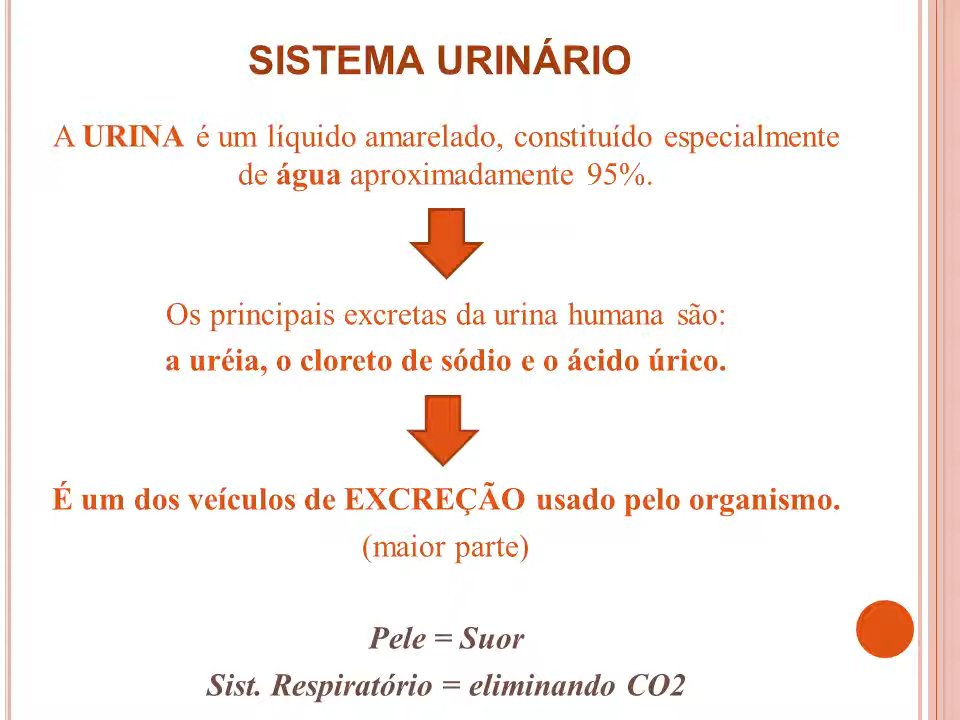 SISTEMA URINÁRIO
A URINA é um líquido amarelado, constituído especialmente
de água aproximadamente 95%.
Os principais excretas da urina humana são:
a uréia, o cloreto de sódio e o ácido úrico.
É um dos veículos de EXCREÇÃO usado pelo organismo.
(maior parte)
Pele = Suor
Sist. Respiratório = eliminando CO2